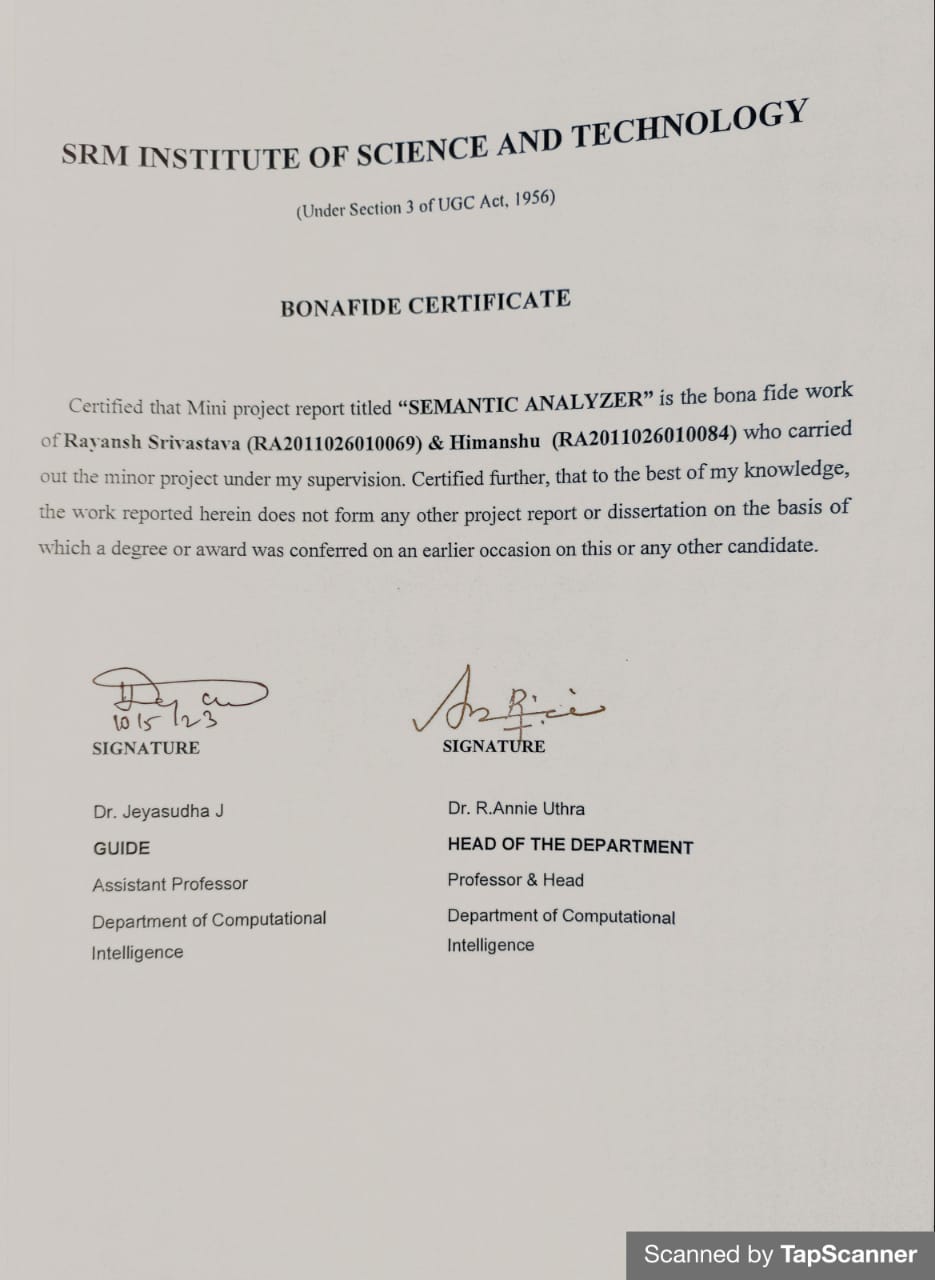 SRM INSTITUTE OF SCIENCE AND TECHNOLOGY
(Under Section 3 of UGC Act, 1956)
BONAFIDE CERTIFICATE
Certified that Mini project report titled “SEMANTIC ANALYZER” is the bona fide work
of Rayansh Srivastava (RA2011026010069) & Himanshu (RA2011026010084) who carried
out the minor project under my supervision. Certified further, that to the best of my knowledge,
the work reported herein does not form any other project report or dissertation on the basis of
which a degree or award was conferred on an earlier occasion on this or any other candidate.
10/5/23
SIGNATURE
SIGNATURE
Dr. Jeyasudha J
GUIDE
Assistant Professor
Department of Computational
Intelligence
Dr. R.Annie Uthra
HEAD OF THE DEPARTMENT
Professor & Head
Department of Computational
Intelligence
Scanned by TapScanner